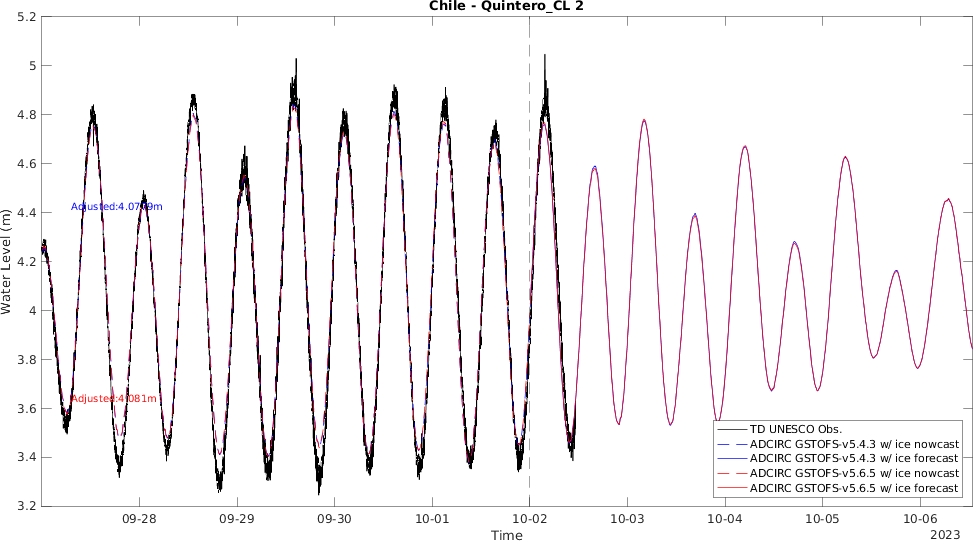 Chile - Quintero_CL 2
5.2
5
4.8
4.6
4.4
4.2
4
3.8
3.6
3.4
3.2
Water Level (m)
Adjusted:4.0779m
Adjusted:4.081m
09-28
09-29
09-30
10-01
10-02
10-03
10-04
10-05
10-06
Time
2023
TD UNESCO Obs.
ADCIRC GSTOFS-v5.4.3 w/ ice nowcast
ADCIRC GSTOFS-v5.4.3 w/ ice forecast
ADCIRC GSTOFS-v5.6.5 w/ ice nowcast
ADCIRC GSTOFS-v5.6.5 w/ ice forecast